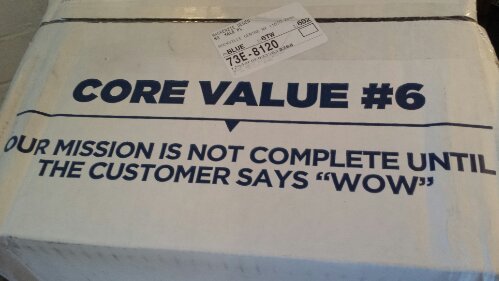 BLUE
73E-8120
CORE VALUE #6
OUR MISSION IS NOT COMPLETE UNTIL
THE CUSTOMER SAYS "WOW"